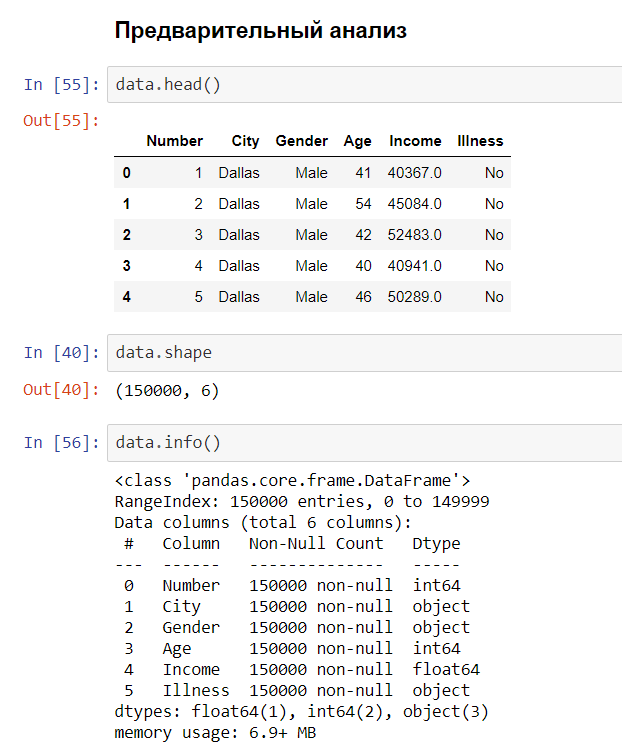 Предварительный анализ
In [55]: data.head()
Out[55]:
Number City Gender Age Income Illness
0 1 Dallas Male 41 40367.0 No
1 2 Dallas Male 54 45084.0 No
2 3 Dallas Male 42 52483.0 No
3 4 Dallas Male 40 40941.0 No
4 5 Dallas Male 46 50289.0 No
In [40]: data.shape
Out[40]: (150000, 6)
In [56]: data.info()
<class 'pandas.core.frame.DataFrame'>
RangeIndex: 150000 entries, 0 to 149999
Data columns (total 6 columns):
# Column Non-Null Count Dtype
--- ------ -------------- -----
0 Number 150000 non-null int64
1 City 150000 non-null object
2 Gender 150000 non-null object
3 Age 150000 non-null int64
4 Income 150000 non-null float64
5 Illness 150000 non-null object
dtypes: float64(1), int64(2), object(3)
memory usage: 6.9+ MB